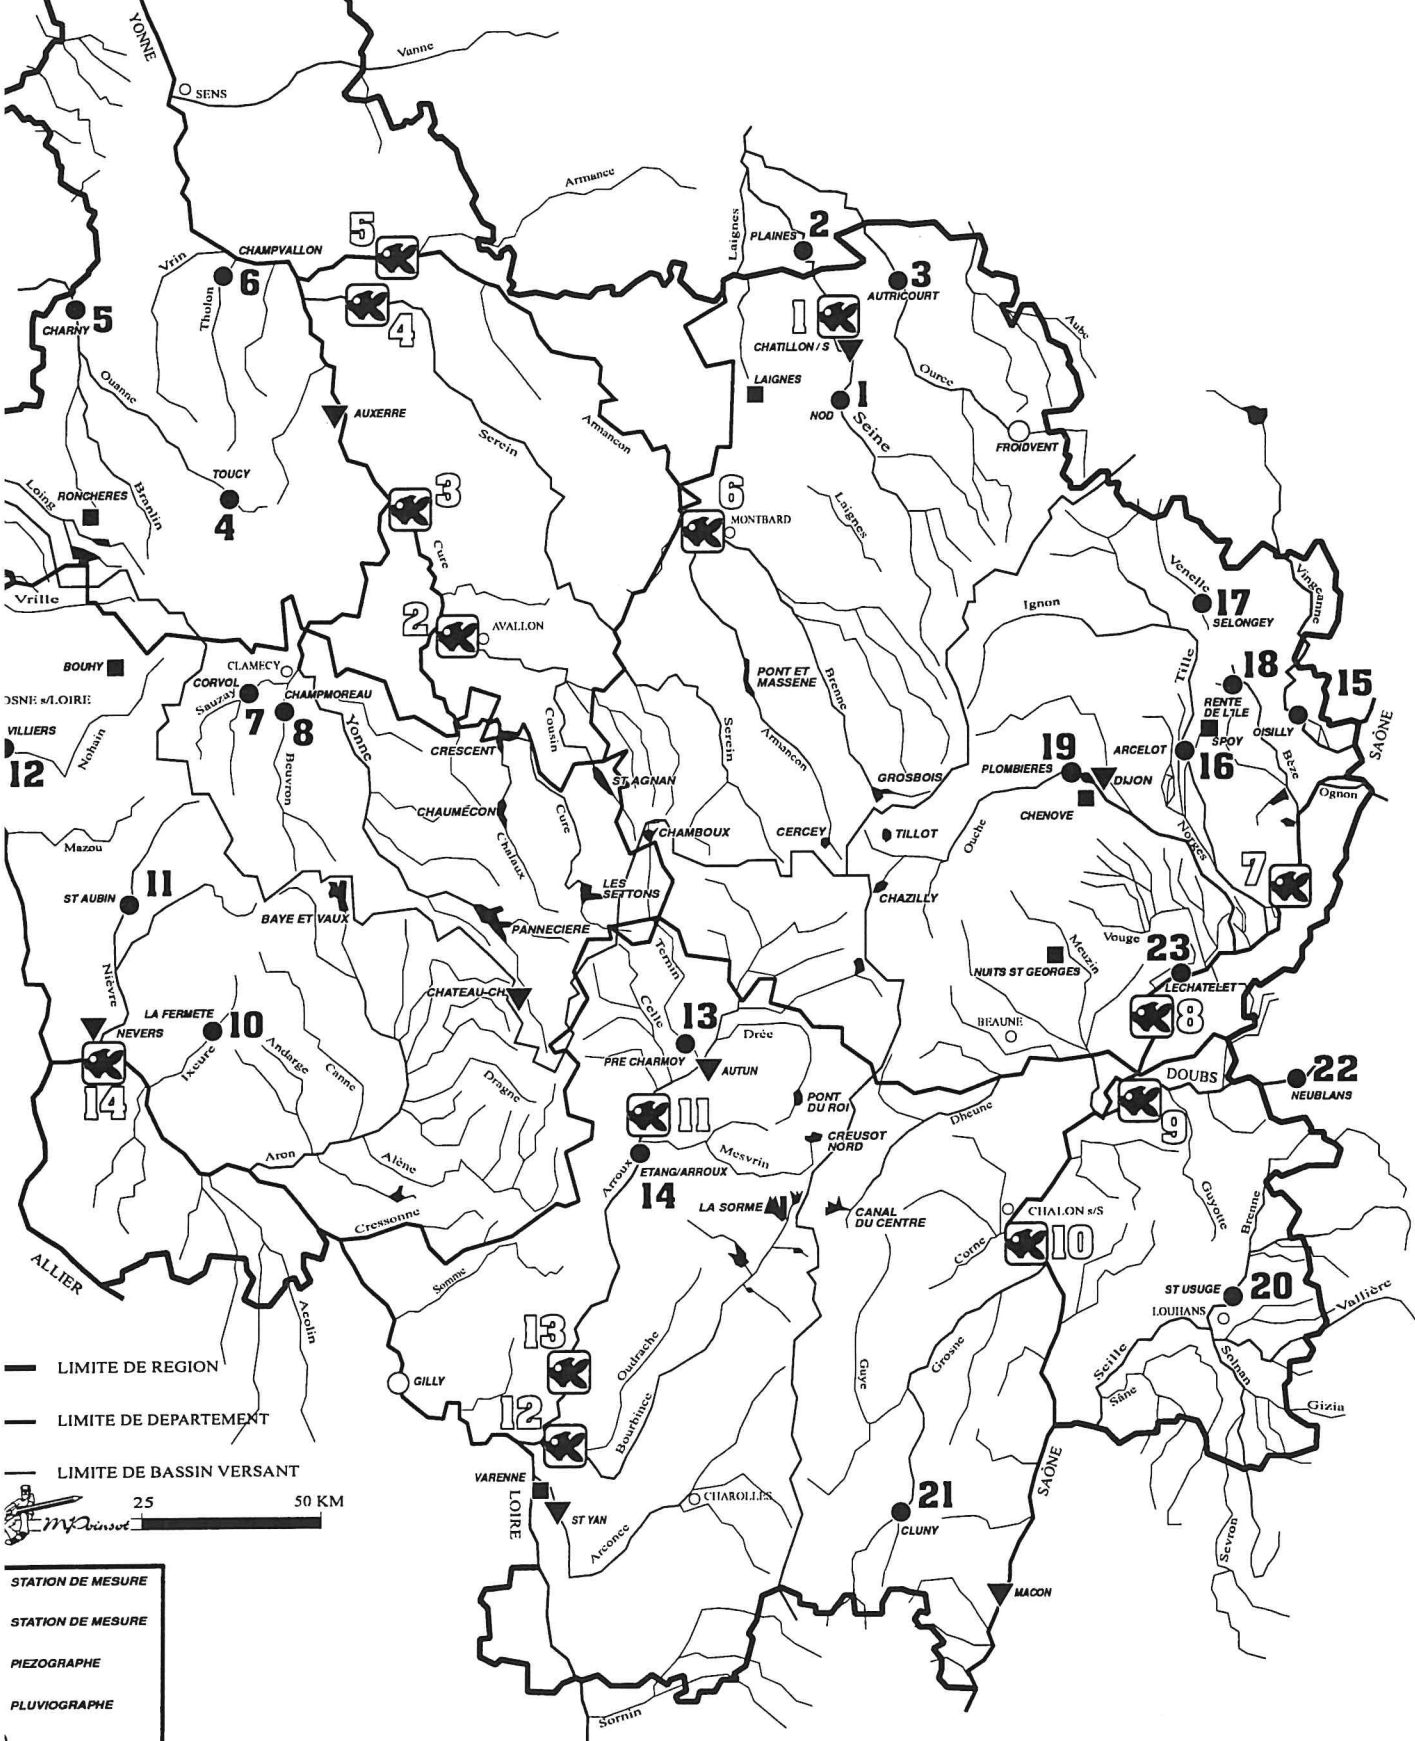 YONNE
Vanne
SENS
Armance
Laignes
PLAINES
2
5
CHAMPVALLON
Vrin
6
Tholon
3
AUTRICOURT
CHARNY
5
4
1
CHATILLON/S
Aube
Ouanne
LAIGNES
Ource
1
NOD
Seine
AUXERRE
Armançon
Serein
FROIDVENT
TOUCY
4
3
Loing
RONCHERES
Branlin
6
MONTBARD
Laignes
Cure
Vrille
Venelle
Vingeanne
17
SELONGEY
Ignon
2
AVALLON
BOUHY
CLAMECY
CORVOL
Sauzay
7
CHAMPMOREAU
8
PONT ET
MASSENE
Brenne
Tille
18
RENTE
DE L'ILE
15
OSNE s/LOIRE
VILLIERS
12
Nohain
Yonne
Cousin
Serein
Armançon
SPOY
OISILLY
SAÔNE
CRESCENT
Beuvron
ST AGNAN
19
PLOMBIERES
ARCELOT
16
DIJON
Bèze
GROSBOIS
Ognon
CHENOVE
CHAUMÉCON
Cure
Chalaux
CHAMBOUX
CERCEY
TILLOT
Ouche
Norges
Mazou
7
ST AUBIN
11
LES
SETTONS
CHAZILLY
BAYE ET VAUX
PANNECIERE
Ternin
Vouge
Meuzin
23
NUITS ST GEORGES
LECHATELET
Nièvre
CHATEAU-CH
Celle
13
8
LA FERMETE
10
NEVERS
Ixeure
Andarge
Canne
Drée
BEAUNE
PRE CHARMOY
AUTUN
DOUBS
22
NEUBLANS
14
Dragne
11
PONT
DU ROI
Dheune
9
CREUSOT
NORD
Mesvrin
Aron
Alène
Arroux
ETANG/ARROUX
14
Guyotte
Brenne
LA SORME
CANAL
DU CENTRE
CHALON s/S
10
Cressonne
Corne
ALLIER
Somme
ST USUGE
20
LOUHANS
Vallière
Acolin
13
Oudrache
Guye
Grosne
Seille
Solnan
Sâne
Gizia
LIMITE DE REGION
GILLY
LIMITE DE DEPARTEMENT
12
Bourbince
LIMITE DE BASSIN VERSANT
VARENNE
SAÔNE
25
50 KM
MPoinsot
LOIRE
ST YAN
CHAROLLES
21
CLUNY
Arconce
Sevron
STATION DE MESURE
MACON
STATION DE MESURE
PIEZOGRAPHE
PLUVIOGRAPHE
Sornin